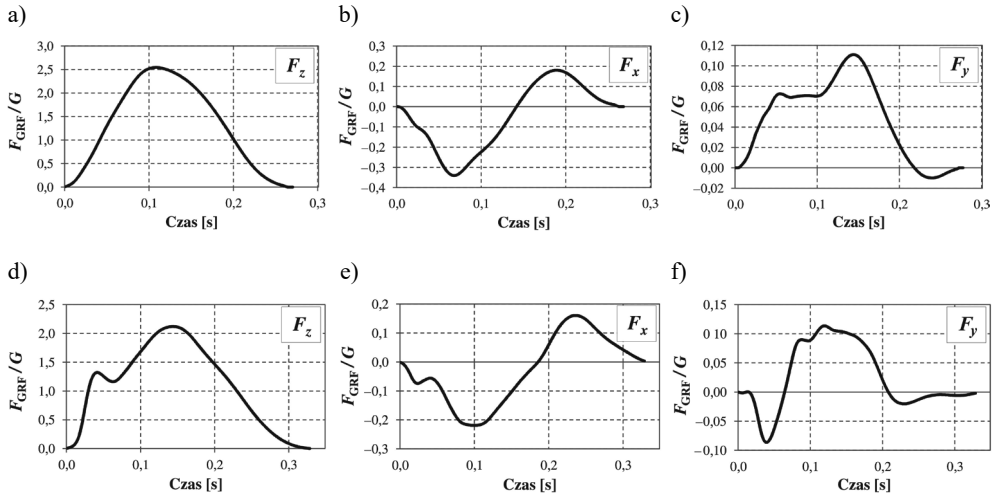 a)
3,0
2,5
2,0
1,5
1,0
0,5
0,0
F_GRF / G
F_z
0,0 0,1 0,2 0,3
Czas [s]
b)
0,3
0,2
0,1
0,0
−0,1
−0,2
−0,3
−0,4
F_GRF / G
F_x
0,0 0,1 0,2 0,3
Czas [s]
c)
0,12
0,10
0,08
0,06
0,04
0,02
0,00
−0,02
F_GRF / G
F_y
0,0 0,1 0,2 0,3
Czas [s]
d)
2,5
2,0
1,5
1,0
0,5
0,0
F_GRF / G
F_z
0,0 0,1 0,2 0,3
Czas [s]
e)
0,2
0,1
0,0
−0,1
−0,2
−0,3
F_GRF / G
F_x
0,0 0,1 0,2 0,3
Czas [s]
f)
0,15
0,10
0,05
0,00
−0,05
−0,10
F_GRF / G
F_y
0,0 0,1 0,2 0,3
Czas [s]